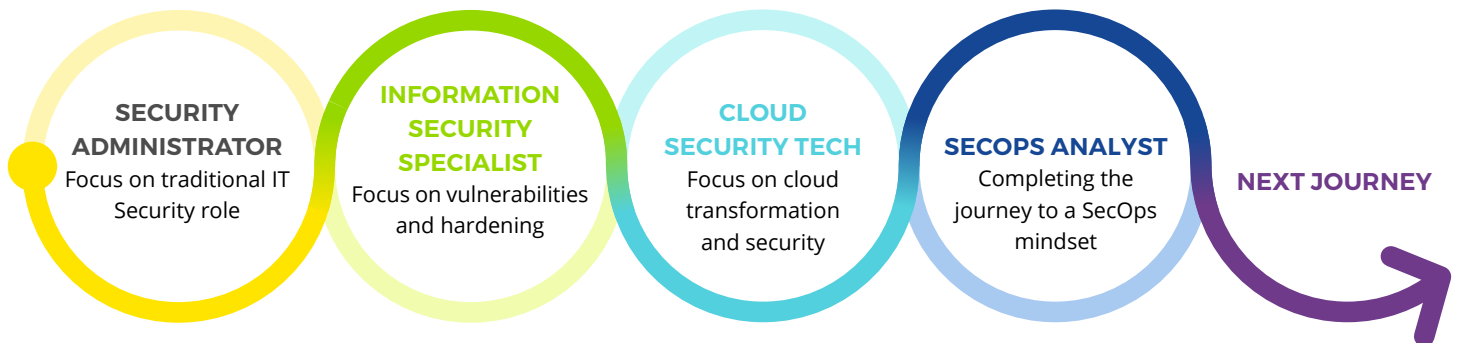 SECURITY
ADMINISTRATOR
Focus on traditional IT
Security role
INFORMATION
SECURITY
SPECIALIST
Focus on vulnerabilities
and hardening
CLOUD
SECURITY TECH
Focus on cloud
transformation
and security
SECOPS ANALYST
Completing the
journey to a SecOps
mindset
NEXT JOURNEY